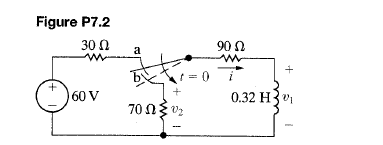 Figure P7.2
30 Ω
a
90 Ω
b
t = 0
i
+
+
60 V
+
70 Ω
v₂
0.32 H
v₁